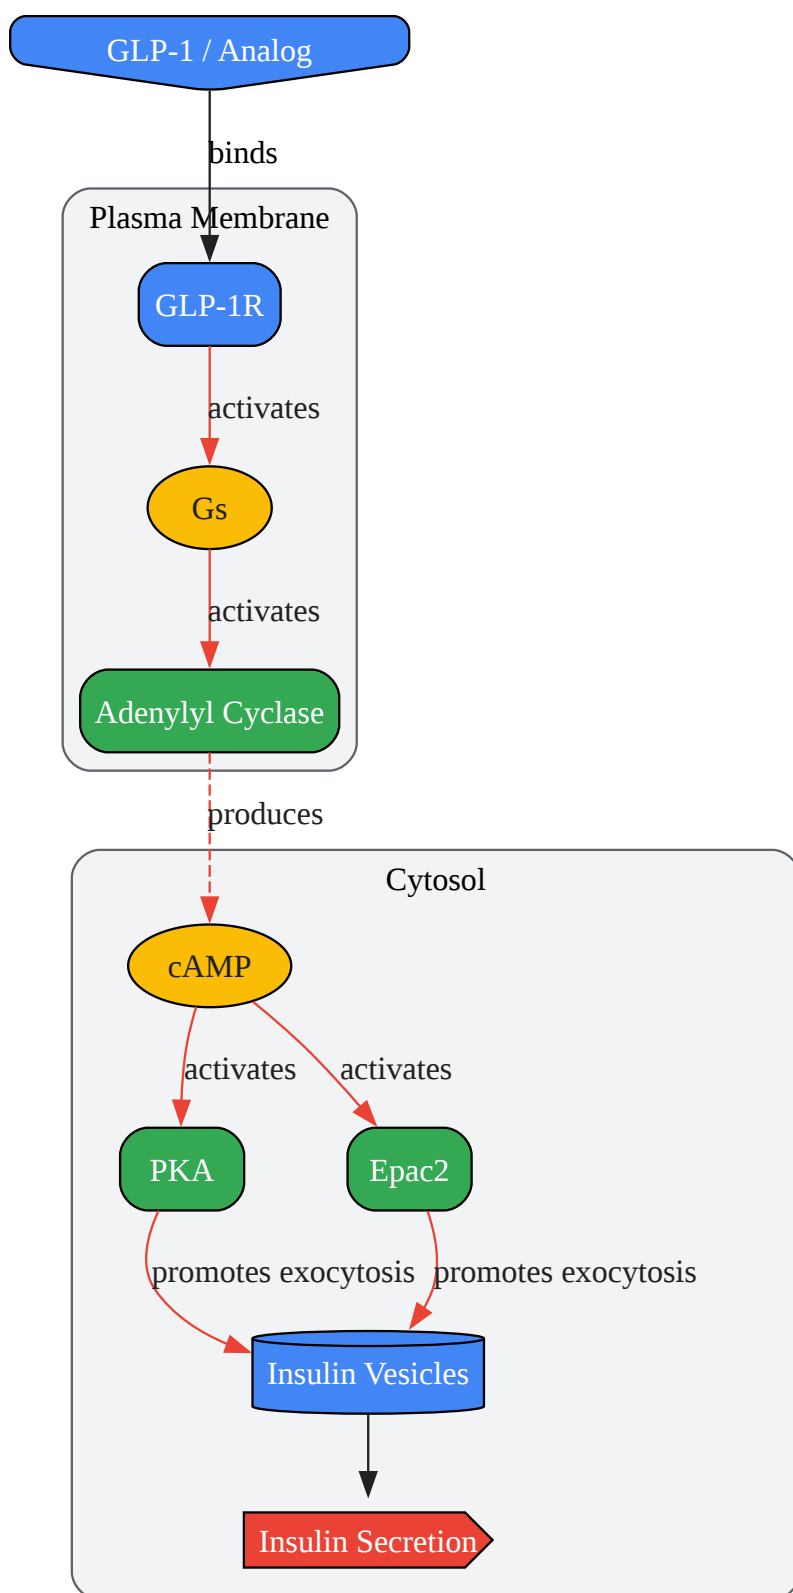 GLP-1 / Analog
binds
Plasma Membrane
GLP-1R
activates
Gs
activates
Adenylyl Cyclase
produces
Cytosol
cAMP
activates
activates
PKA
Epac2
promotes exocytosis
promotes exocytosis
Insulin Vesicles
Insulin Secretion